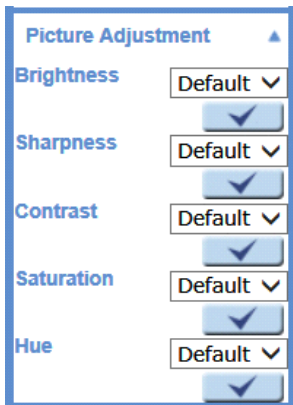 Picture Adjustment
Brightness
Default
Sharpness
Default
Contrast
Default
Saturation
Default
Hue
Default